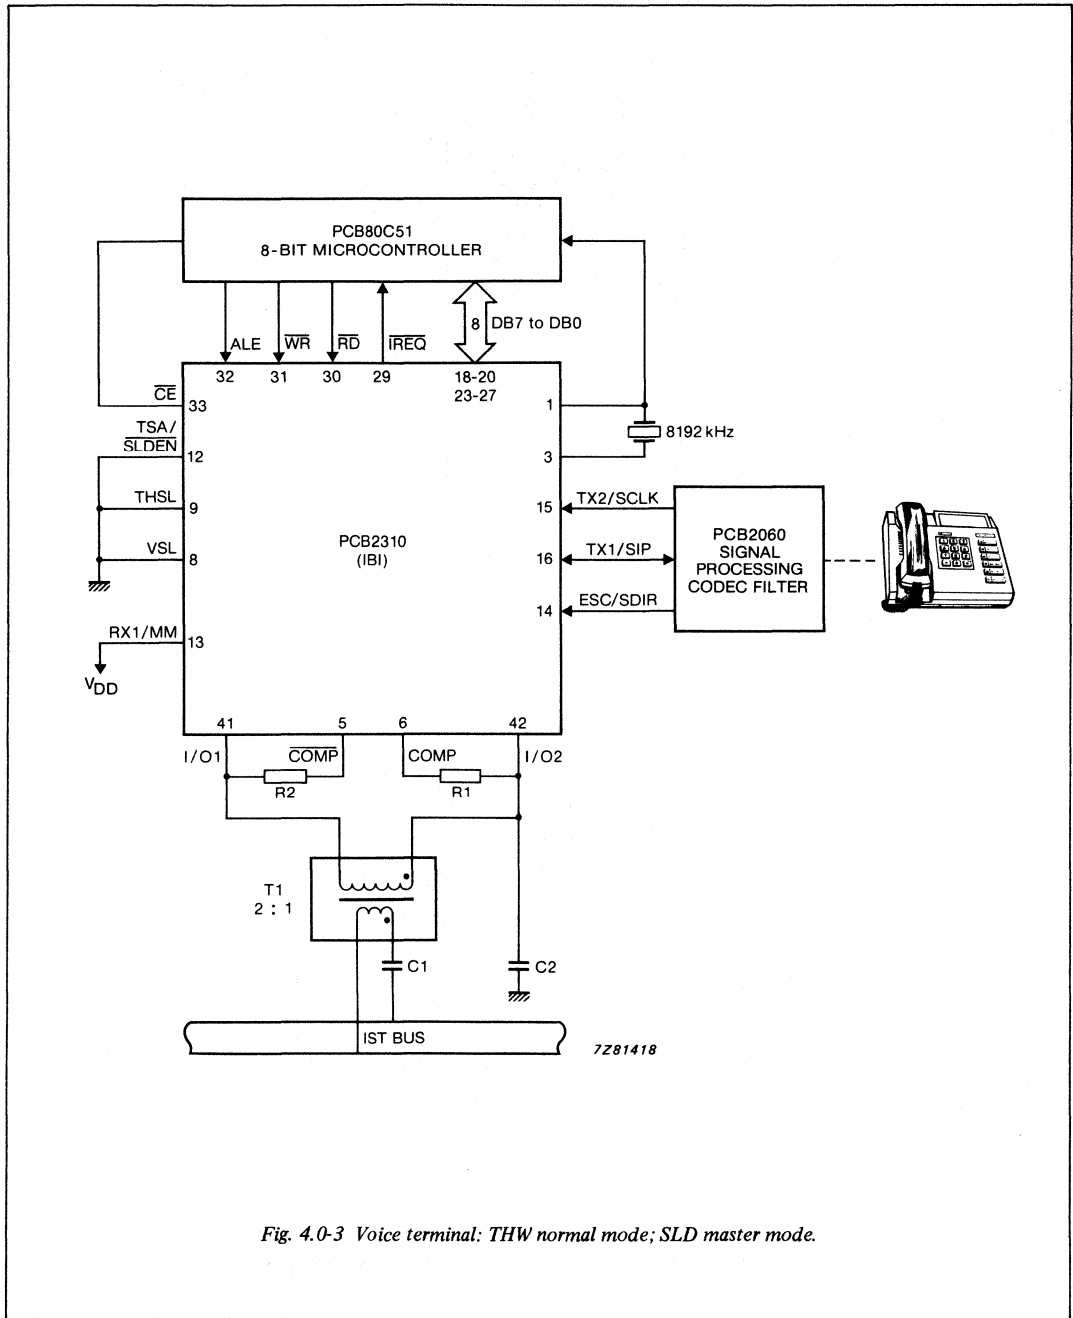 PCB80C51
8-BIT MICROCONTROLLER
ALE
WR
RD
IREQ
8
DB7 to DB0
32
31
30
29
18-20
23-27
CE
33
1
TSA/
SLDEN
12
8192 kHz
3
THSL
9
15
TX2/SCLK
VSL
8
PCB2310
(IBI)
16
TX1/SIP
PCB2060
SIGNAL
PROCESSING
CODEC FILTER
14
ESC/SDIR
RX1/MM
13
VDD
41
5
6
42
I/O1
COMP
COMP
I/O2
R2
R1
T1
2 : 1
C1
C2
IST BUS
7Z81418
Fig. 4.0-3 Voice terminal: THW normal mode; SLD master mode.